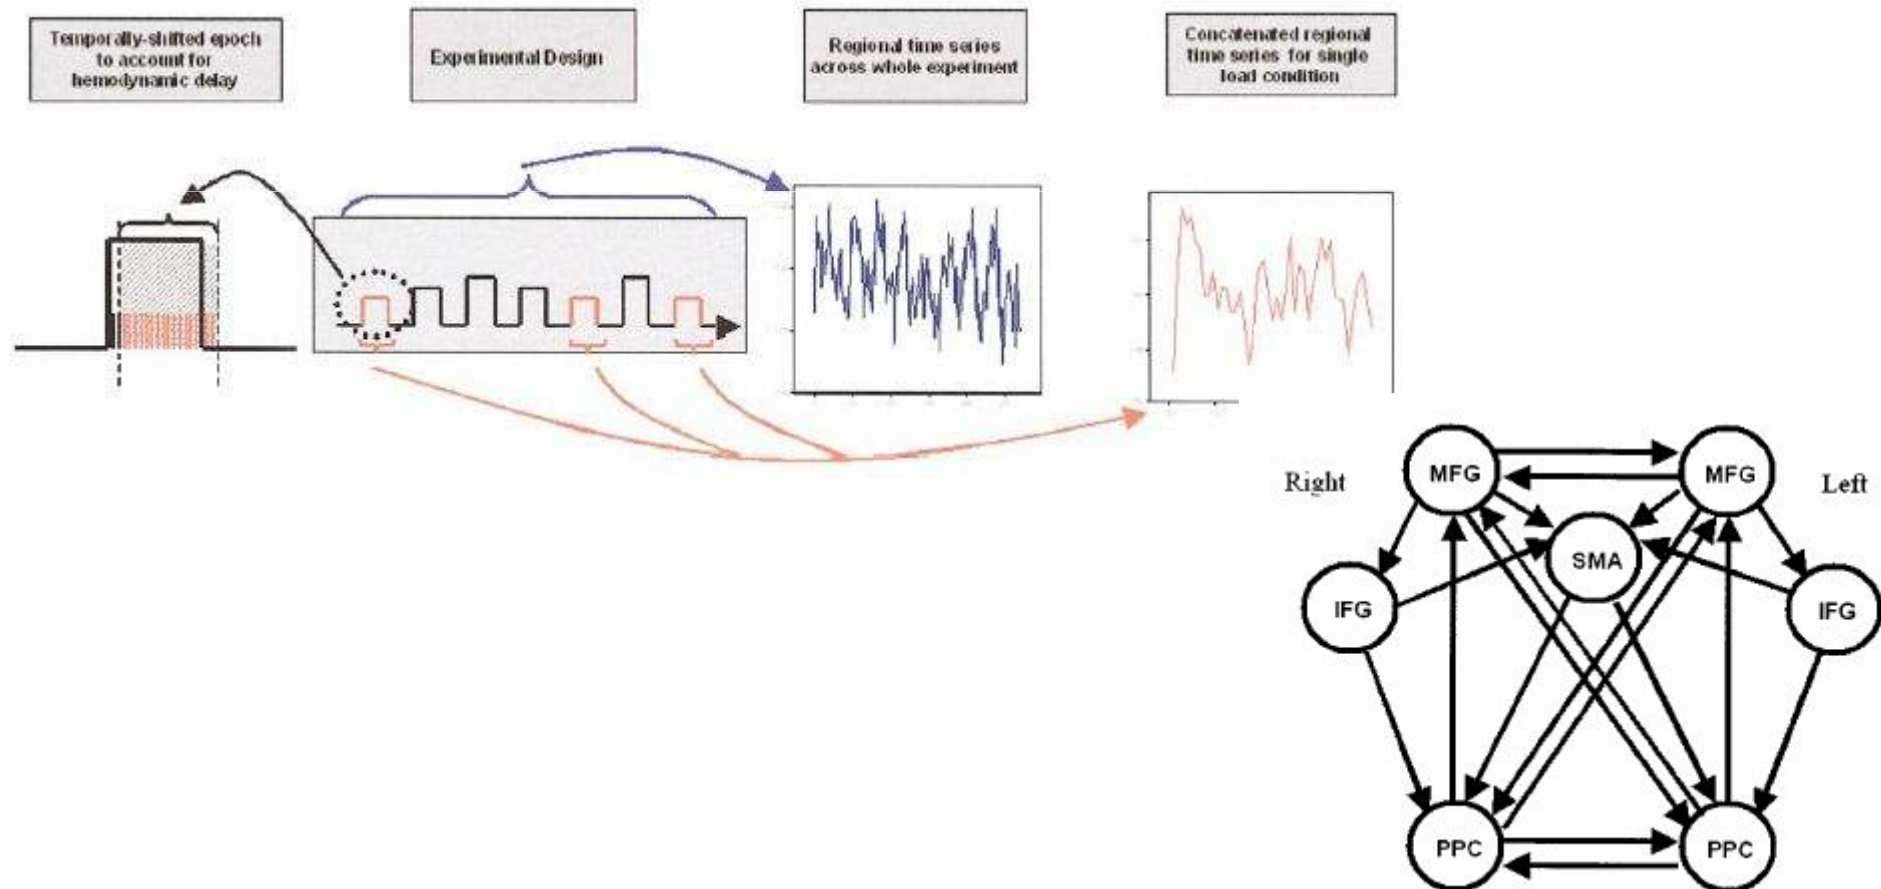 Temporally-shifted epoch
to account for
hemodynamic delay
Experimental Design
Regional time series
across whole experiment
Concatenated regional
time series for single
load condition
Right
MFG
MFG
Left
SMA
IFG
IFG
PPC
PPC